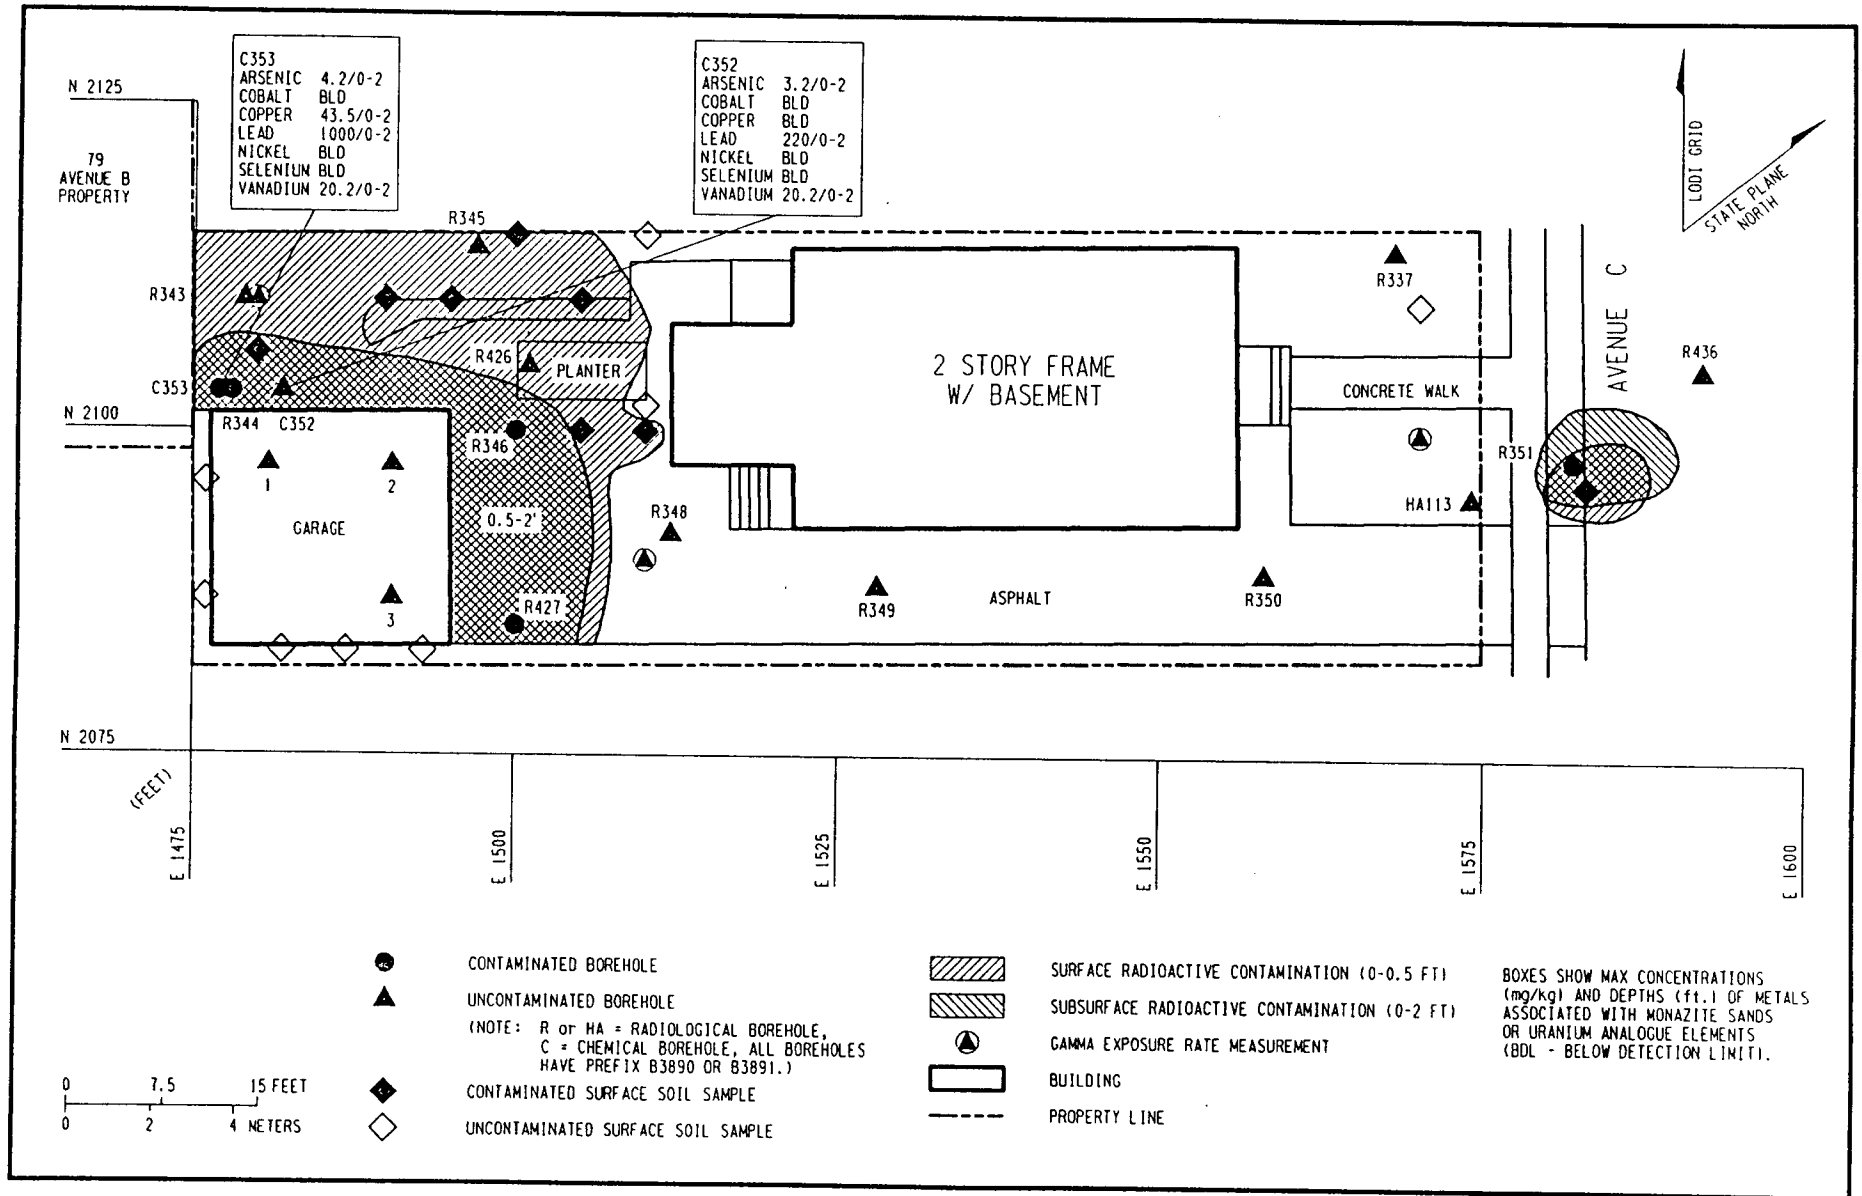 C353
ARSENIC 4.2/0-2
COBALT BLD
COPPER 43.5/0-2
LEAD 1000/0-2
NICKEL BLD
SELENIUM BLD
VANADIUM 20.2/0-2
C352
ARSENIC 3.2/0-2
COBALT BLD
COPPER BLD
LEAD 220/0-2
NICKEL BLD
SELENIUM BLD
VANADIUM 20.2/0-2
N 2125
79
AVENUE B
PROPERTY
LODI GRID
STATE PLANE
NORTH
R345
R343
R337
AVENUE C
R436
R426
PLANTER
2 STORY FRAME
W/ BASEMENT
CONCRETE WALK
C353
N 2100
R344
C352
R346
R351
1
2
GARAGE
0.5-2'
R348
HA113
R427
3
R349
ASPHALT
R350
N 2075
(FEET)
E 1475
E 1500
E 1525
E 1550
E 1575
E 1600
CONTAMINATED BOREHOLE
UNCONTAMINATED BOREHOLE
(NOTE: R or HA = RADIOLOGICAL BOREHOLE,
C = CHEMICAL BOREHOLE, ALL BOREHOLES
HAVE PREFIX B3890 OR B3891.)
CONTAMINATED SURFACE SOIL SAMPLE
UNCONTAMINATED SURFACE SOIL SAMPLE
0 7.5 15 FEET
0 2 4 METERS
SURFACE RADIOACTIVE CONTAMINATION (0-0.5 FT)
SUBSURFACE RADIOACTIVE CONTAMINATION (0-2 FT)
GAMMA EXPOSURE RATE MEASUREMENT
BUILDING
PROPERTY LINE
BOXES SHOW MAX CONCENTRATIONS
(mg/kg) AND DEPTHS (ft.) OF METALS
ASSOCIATED WITH MONAZITE SANDS
OR URANIUM ANALOGUE ELEMENTS
(BDL - BELOW DETECTION LIMIT).